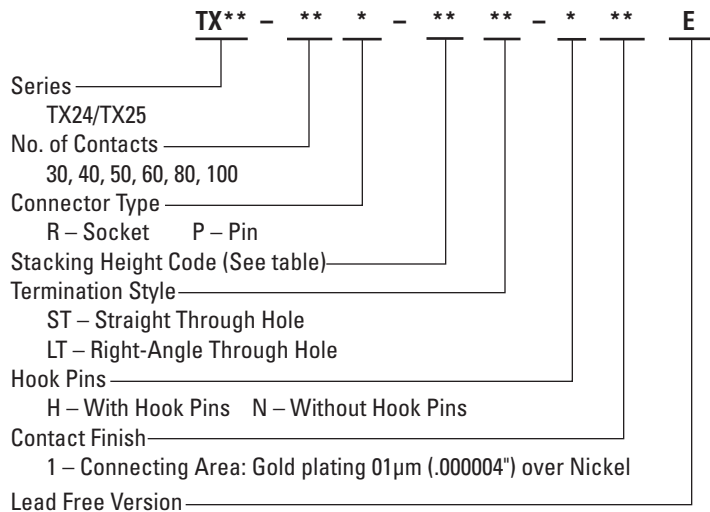 TX** – ** * – ** ** – * ** E
Series
TX24/TX25
No. of Contacts
30, 40, 50, 60, 80, 100
Connector Type
R – Socket P – Pin
Stacking Height Code (See table)
Termination Style
ST – Straight Through Hole
LT – Right-Angle Through Hole
Hook Pins
H – With Hook Pins N – Without Hook Pins
Contact Finish
1 – Connecting Area: Gold plating 01µm (.000004") over Nickel
Lead Free Version